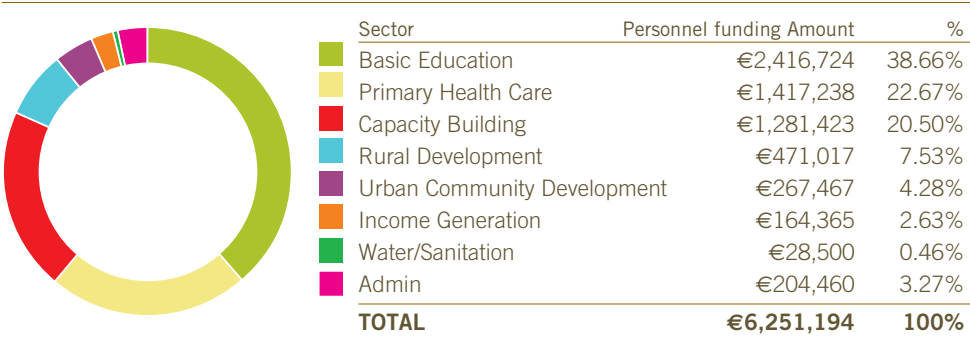 Sector Personnel funding Amount %
Basic Education €2,416,724 38.66%
Primary Health Care €1,417,238 22.67%
Capacity Building €1,281,423 20.50%
Rural Development €471,017 7.53%
Urban Community Development €267,467 4.28%
Income Generation €164,365 2.63%
Water/Sanitation €28,500 0.46%
Admin €204,460 3.27%
TOTAL €6,251,194 100%